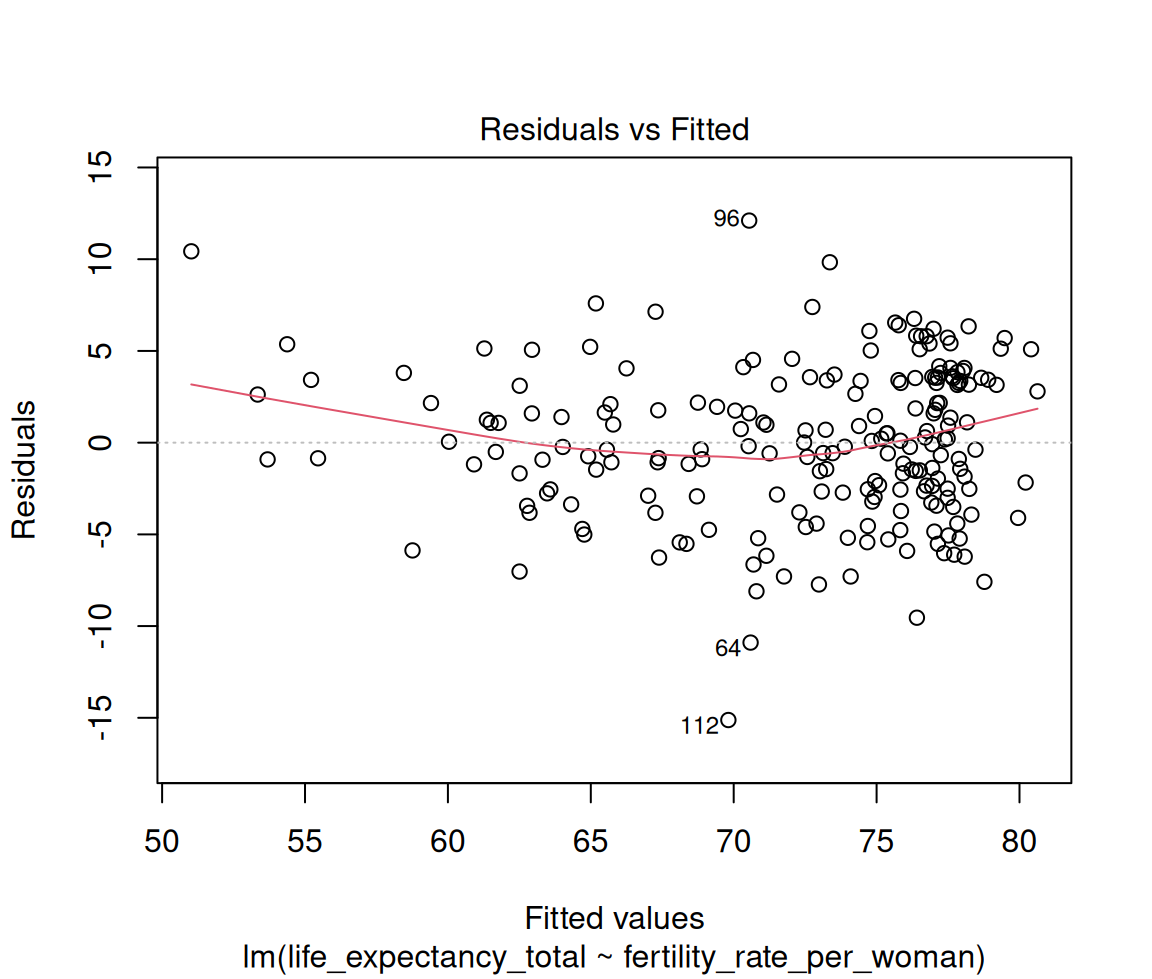 Residuals vs Fitted
Residuals
15
10
5
0
-5
-10
-15
96
64
112
50 55 60 65 70 75 80
Fitted values
lm(life_expectancy_total ~ fertility_rate_per_woman)